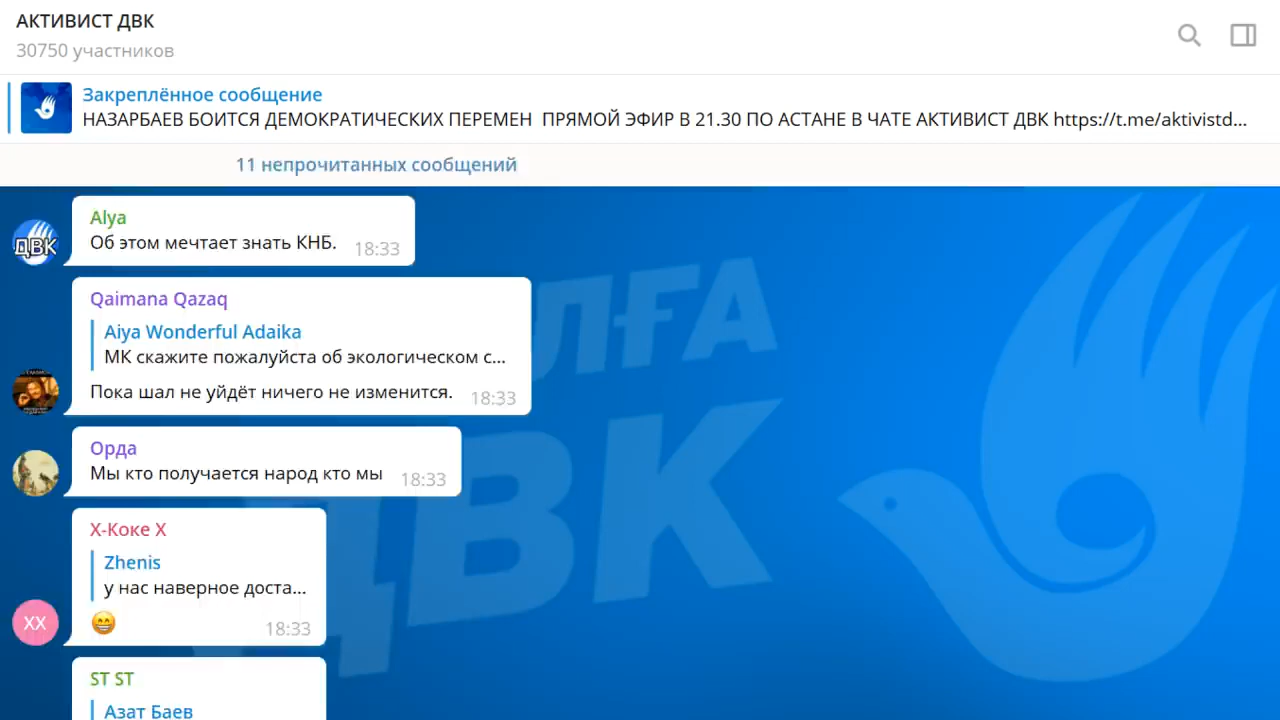 АКТИВИСТ ДВК
30750 участников
Закреплённое сообщение
НАЗАРБАЕВ БОИТСЯ ДЕМОКРАТИЧЕСКИХ ПЕРЕМЕН ПРЯМОЙ ЭФИР В 21.30 ПО АСТАНЕ В ЧАТЕ АКТИВИСТ ДВК https://t.me/aktivistd...
11 непрочитанных сообщений
Alya
Об этом мечтает знать КНБ. 18:33
ДВК
Qaimana Qazaq
Aiya Wonderful Adaika
МК скажите пожалуйста об экологическом с...
Пока шал не уйдёт ничего не изменится. 18:33
Орда
Мы кто получается народ кто мы 18:33
Х-Коке Х
Zhenis
у нас наверное доста...
😁 18:33
ХХ
ST ST
Азат Баев
ЛҒА
ДВК